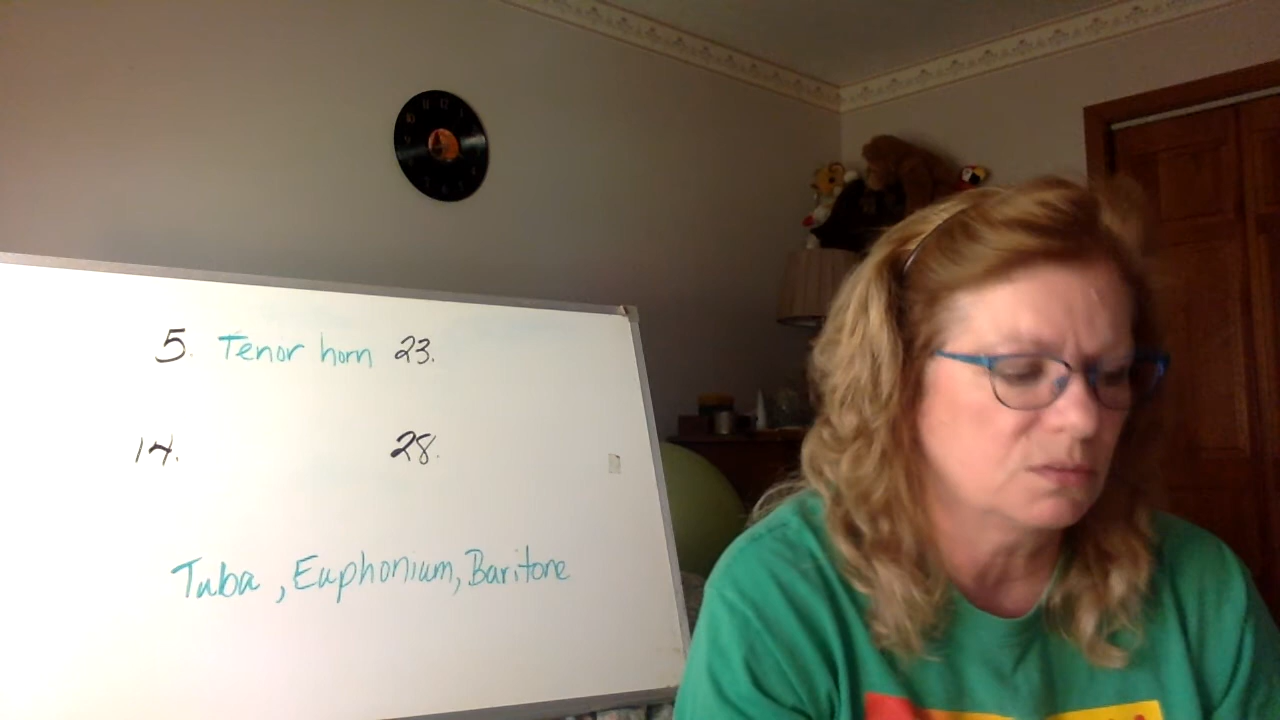 5. Tenor horn 23.
14. 28.
Tuba, Euphonium, Baritone